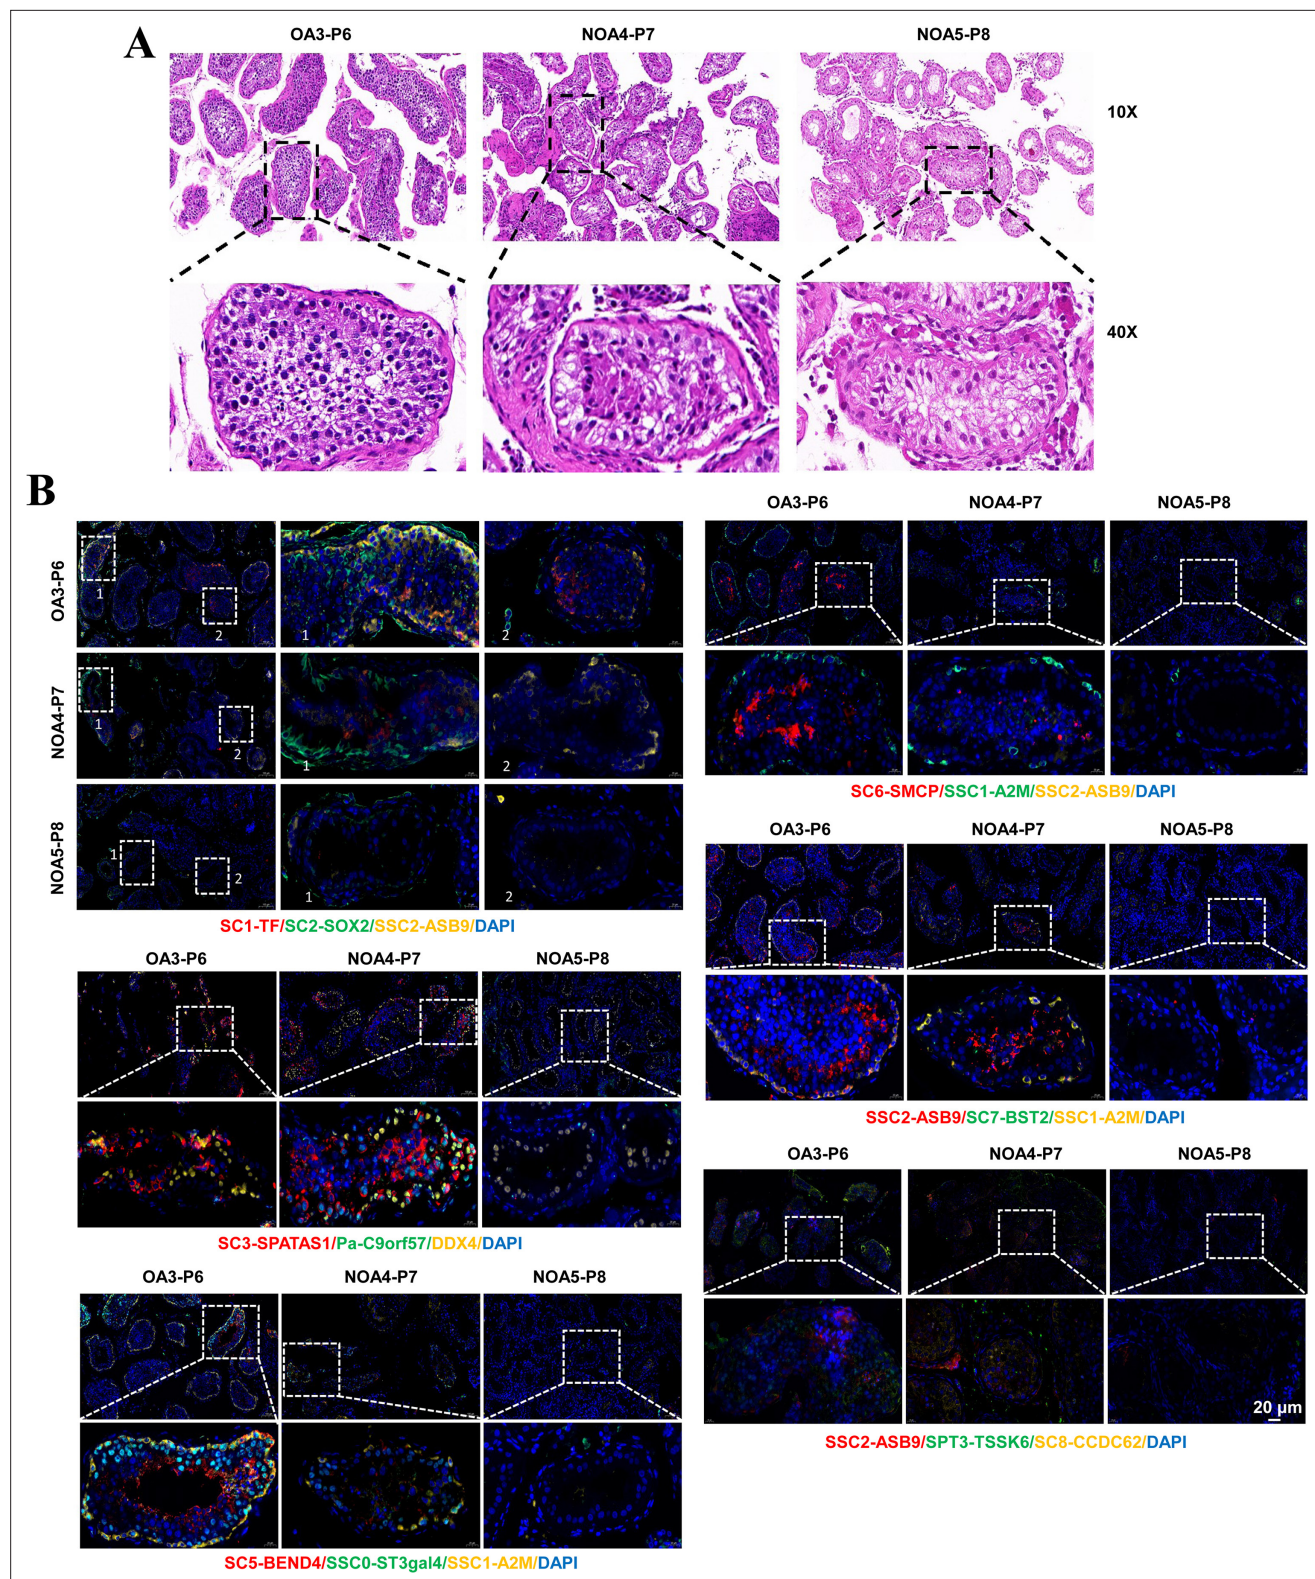 A
OA3-P6
NOA4-P7
NOA5-P8
10X
40X
B
OA3-P6
NOA4-P7
NOA5-P8
1
2
1
2
1
2
1
2
1
2
1
2
SC1-TF/SC2-SOX2/SSC2-ASB9/DAPI
OA3-P6
NOA4-P7
NOA5-P8
SC3-SPATAS1/Pa-C9orf57/DDX4/DAPI
OA3-P6
NOA4-P7
NOA5-P8
SC5-BEND4/SSC0-ST3gal4/SSC1-A2M/DAPI
OA3-P6
NOA4-P7
NOA5-P8
SC6-SMCP/SSC1-A2M/SSC2-ASB9/DAPI
OA3-P6
NOA4-P7
NOA5-P8
SSC2-ASB9/SC7-BST2/SSC1-A2M/DAPI
OA3-P6
NOA4-P7
NOA5-P8
20 µm
SSC2-ASB9/SPT3-TSSK6/SC8-CCDC62/DAPI